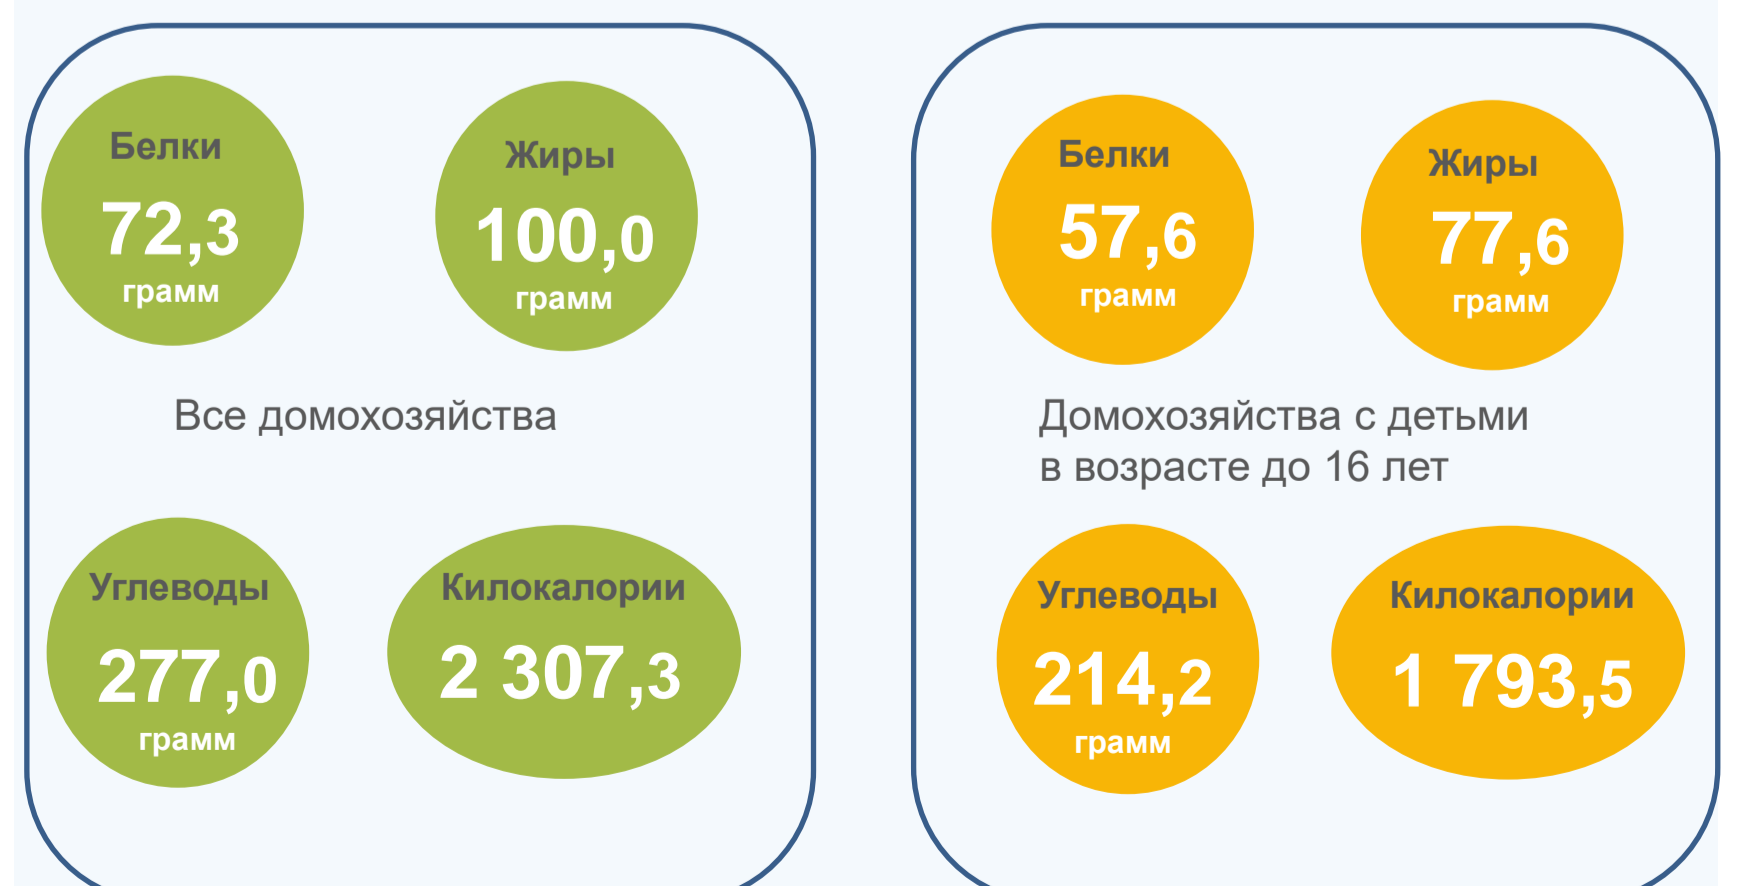 Белки
72,3
грамм
Жиры
100,0
грамм
Все домохозяйства
Углеводы
277,0
грамм
Килокалории
2 307,3
Белки
57,6
грамм
Жиры
77,6
грамм
Домохозяйства с детьми
в возрасте до 16 лет
Углеводы
214,2
грамм
Килокалории
1 793,5